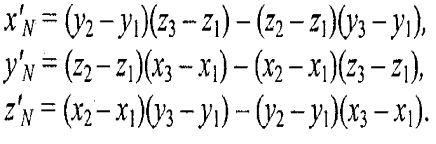 x'_N = (y_2 – y_1)(z_3 – z_1) – (z_2 – z_1)(y_3 – y_1),
y'_N = (z_2 – z_1)(x_3 – x_1) – (x_2 – x_1)(z_3 – z_1),
z'_N = (x_2 – x_1)(y_3 – y_1) – (y_2 – y_1)(x_3 – x_1).